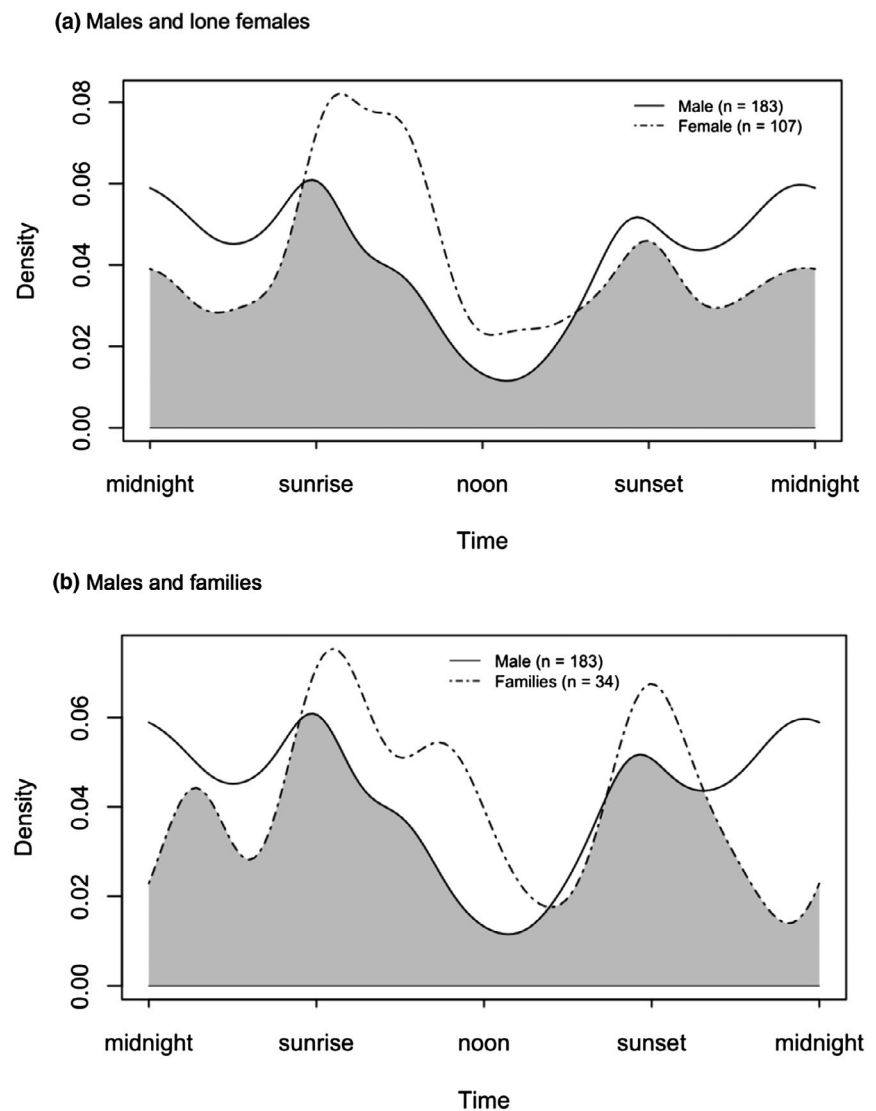 (a) Males and lone females
Male (n = 183)
Female (n = 107)
Density
0.08
0.06
0.04
0.02
0.00
midnight sunrise noon sunset midnight
Time
(b) Males and families
Male (n = 183)
Families (n = 34)
Density
0.06
0.04
0.02
0.00
midnight sunrise noon sunset midnight
Time